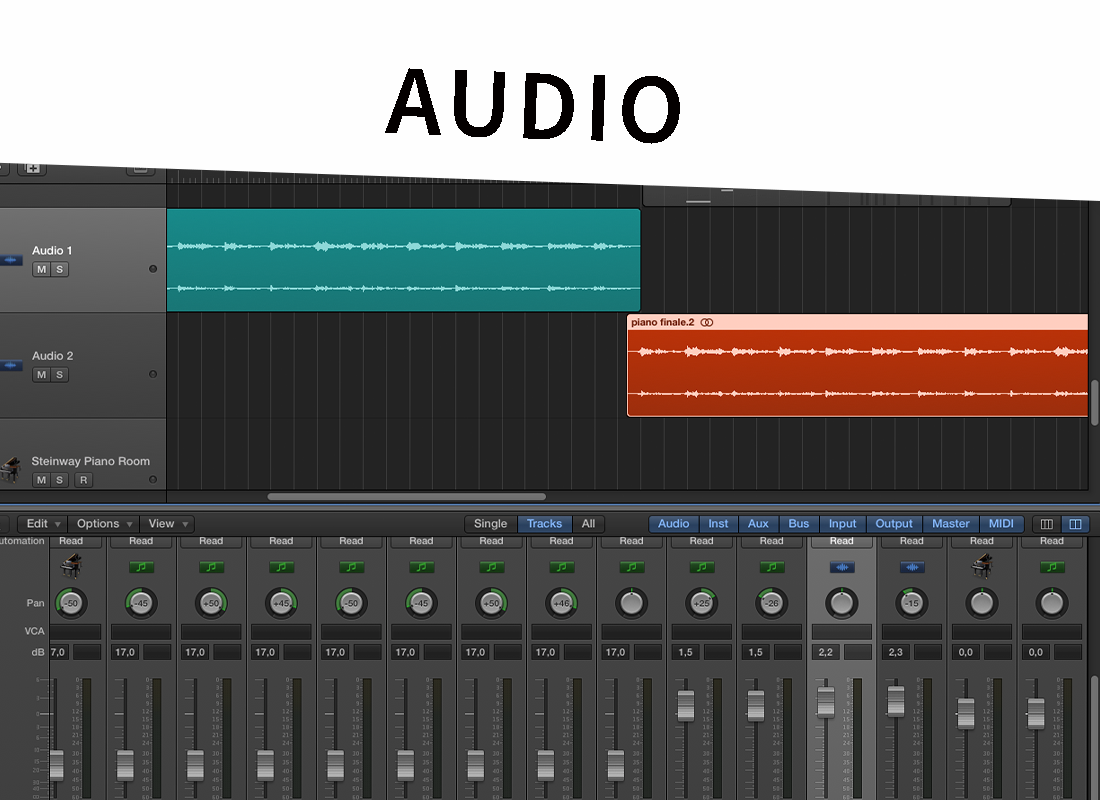 AUDIO
Audio 1
M S
piano finale.2
Audio 2
M S
Steinway Piano Room
M S R
Edit Options View Single Tracks All Audio Inst Aux Bus Input Output Master MIDI
Read Read Read Read Read Read Read Read Read Read Read Read Read Read Read
Pan -50 -45 +50 +45 -50 -45 +50 +46 +25 -26 -15
VCA
dB 7,0 17,0 17,0 17,0 17,0 17,0 17,0 17,0 17,0 1,5 1,5 2,2 2,3 0,0 0,0